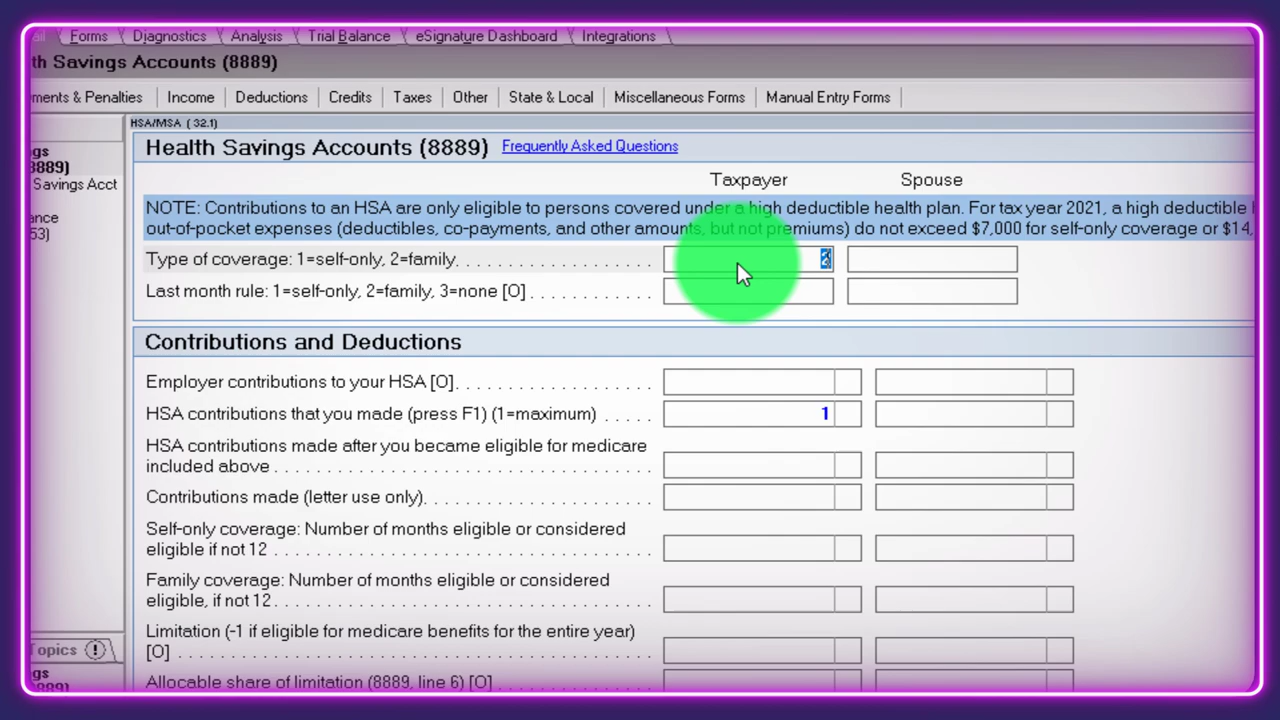 Forms Diagnostics Analysis Trial Balance eSignature Dashboard Integrations
th Savings Accounts (8889)
ments & Penalties Income Deductions Credits Taxes Other State & Local Miscellaneous Forms Manual Entry Forms
HSA/MSA ( 32.1)
ngs
8889)
Savings Acct
ance
53)
Health Savings Accounts (8889) Frequently Asked Questions
Taxpayer Spouse
NOTE: Contributions to an HSA are only eligible to persons covered under a high deductible health plan. For tax year 2021, a high deductible
out-of-pocket expenses (deductibles, co-payments, and other amounts, but not premiums) do not exceed $7,000 for self-only coverage or $14,
Type of coverage: 1=self-only, 2=family. . . . . . . . . . . . . . . . . . . . . 2
Last month rule: 1=self-only, 2=family, 3=none [O] . . . . . . . . . . . . .
Contributions and Deductions
Employer contributions to your HSA [O]. . . . . . . . . . . . . . . . . . . . .
HSA contributions that you made (press F1) (1=maximum) . . . . . 1
HSA contributions made after you became eligible for medicare
included above . . . . . . . . . . . . . . . . . . . . . . . . . . . . . . . . . . . . . . .
Contributions made (letter use only). . . . . . . . . . . . . . . . . . . . . . . .
Self-only coverage: Number of months eligible or considered
eligible if not 12 . . . . . . . . . . . . . . . . . . . . . . . . . . . . . . . . . . . . . . .
Family coverage: Number of months eligible or considered
eligible, if not 12. . . . . . . . . . . . . . . . . . . . . . . . . . . . . . . . . . . . . . .
Limitation (-1 if eligible for medicare benefits for the entire year)
[O] . . . . . . . . . . . . . . . . . . . . . . . . . . . . . . . . . . . . . . . . . . . . . . . . . .
Allocable share of limitation (8889, line 6) [O] . . . . . . . . . . . . . . . . .
Topics
ngs